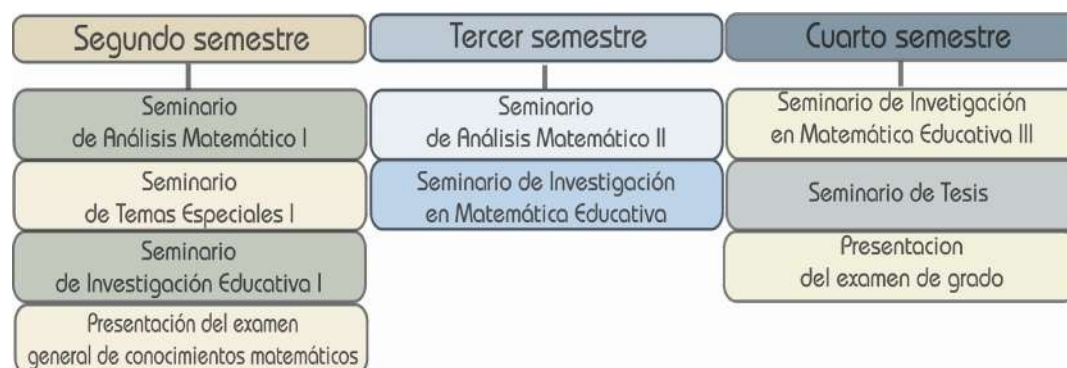 Segundo semestre
Seminario
de Análisis Matemático I
Seminario
de Temas Especiales I
Seminario
de Investigación Educativa I
Presentación del examen
general de conocimientos matemáticos
Tercer semestre
Seminario
de Análisis Matemático II
Seminario de Investigación
en Matemática Educativa
Cuarto semestre
Seminario de Invetigación
en Matemática Educativa III
Seminario de Tesis
Presentacion
del examen de grado